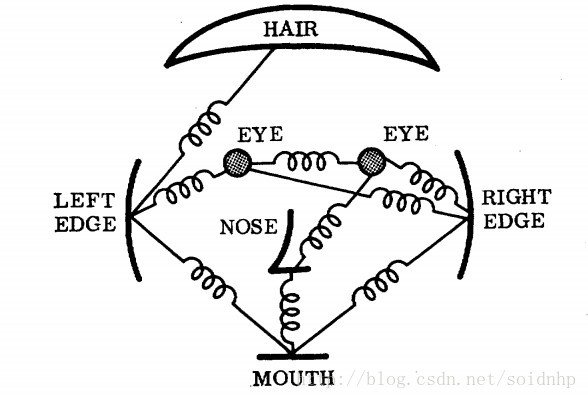 HAIR
EYE
EYE
LEFT
EDGE
RIGHT
EDGE
NOSE
MOUTH
http://blog.csdn.net/soidnhp